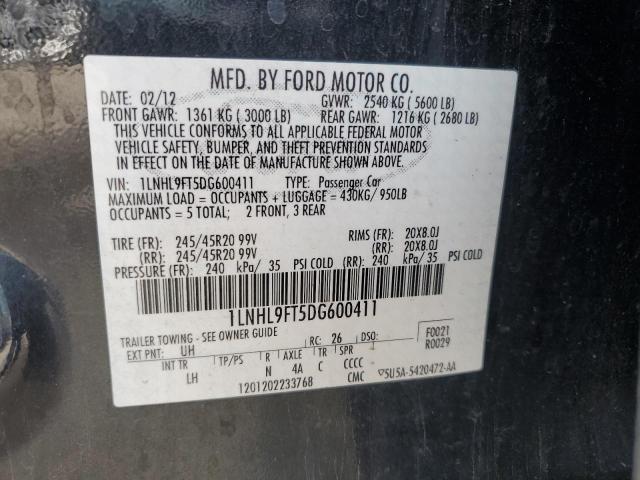 MFD. BY FORD MOTOR CO.
DATE: 02/12 GVWR: 2540 KG ( 5600 LB)
FRONT GAWR: 1361 KG ( 3000 LB) REAR GAWR: 1216 KG ( 2680 LB)
THIS VEHICLE CONFORMS TO ALL APPLICABLE FEDERAL MOTOR
VEHICLE SAFETY, BUMPER, AND THEFT PREVENTION STANDARDS
IN EFFECT ON THE DATE OF MANUFACTURE SHOWN ABOVE.
VIN: 1LNHL9FT5DG600411 TYPE: Passenger Car
MAXIMUM LOAD = OCCUPANTS + LUGGAGE = 430KG/ 950LB
OCCUPANTS = 5 TOTAL; 2 FRONT, 3 REAR
TIRE (FR): 245/45R20 99V RIMS (FR): 20X8.0J
(RR): 245/45R20 99V (RR): 20X8.0J
PRESSURE (FR): 240 kPa/ 35 PSI COLD (RR): 240 kPa/ 35 PSI COLD
1LNHL9FT5DG600411
TRAILER TOWING - SEE OWNER GUIDE RC: 26 DSO: F0021
EXT PNT: UH R0029
INT TR TP/PS R AXLE TR SPR
LH N 4A C CCCC
1201202233768 CMC ▽5U5A-5420472-AA